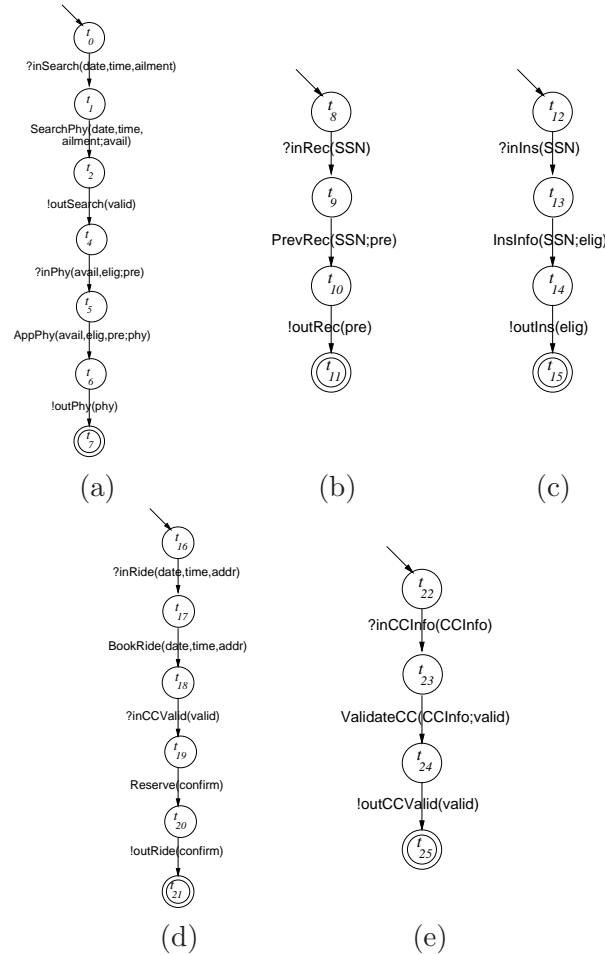 t0
?inSearch(date,time,ailment)
t1
SearchPhy(date,time,
ailment;avail)
t2
!outSearch(valid)
t4
?inPhy(avail,elig;pre)
t5
AppPhy(avail,elig,pre;phy)
t6
!outPhy(phy)
t7
(a)
t8
?inRec(SSN)
t9
PrevRec(SSN;pre)
t10
!outRec(pre)
t11
(b)
t12
?inIns(SSN)
t13
InsInfo(SSN;elig)
t14
!outIns(elig)
t15
(c)
t16
?inRide(date,time,addr)
t17
BookRide(date,time,addr)
t18
?inCCValid(valid)
t19
Reserve(confirm)
t20
!outRide(confirm)
t21
(d)
t22
?inCCInfo(CCInfo)
t23
ValidateCC(CCInfo;valid)
t24
!outCCValid(valid)
t25
(e)